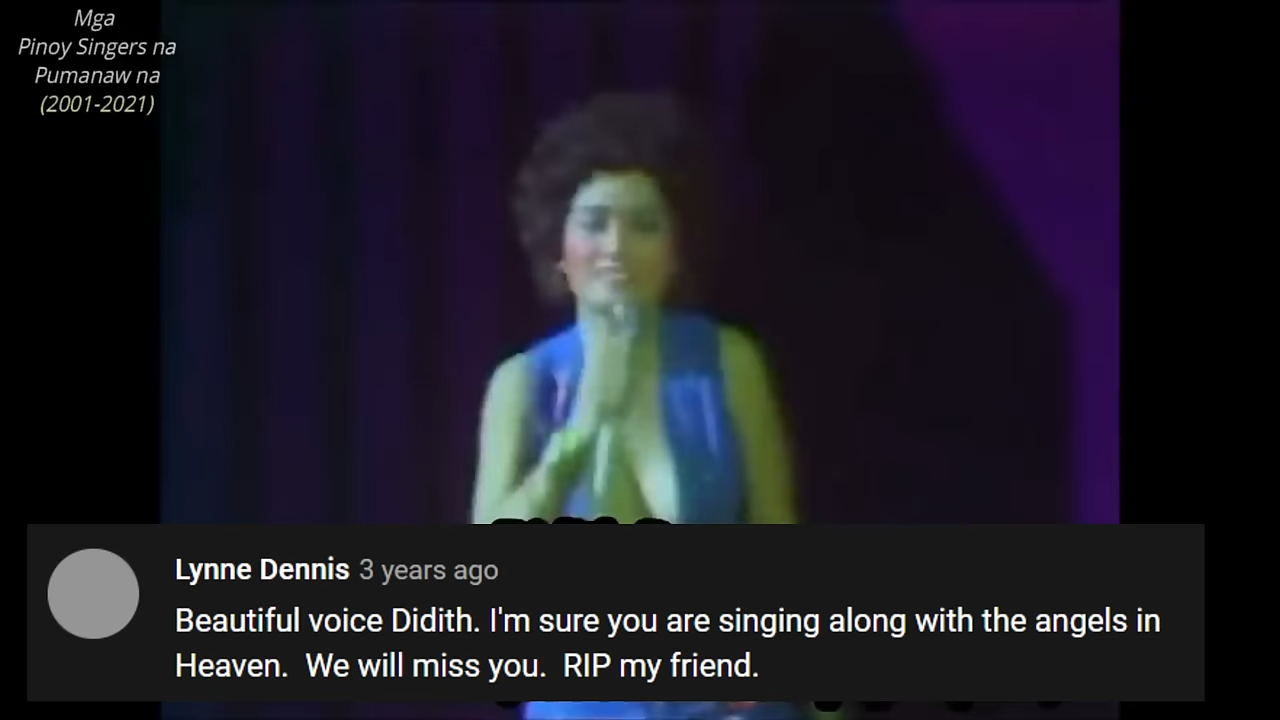 Mga
Pinoy Singers na
Pumanaw na
(2001-2021)
Lynne Dennis 3 years ago
Beautiful voice Didith. I'm sure you are singing along with the angels in
Heaven.  We will miss you.  RIP my friend.